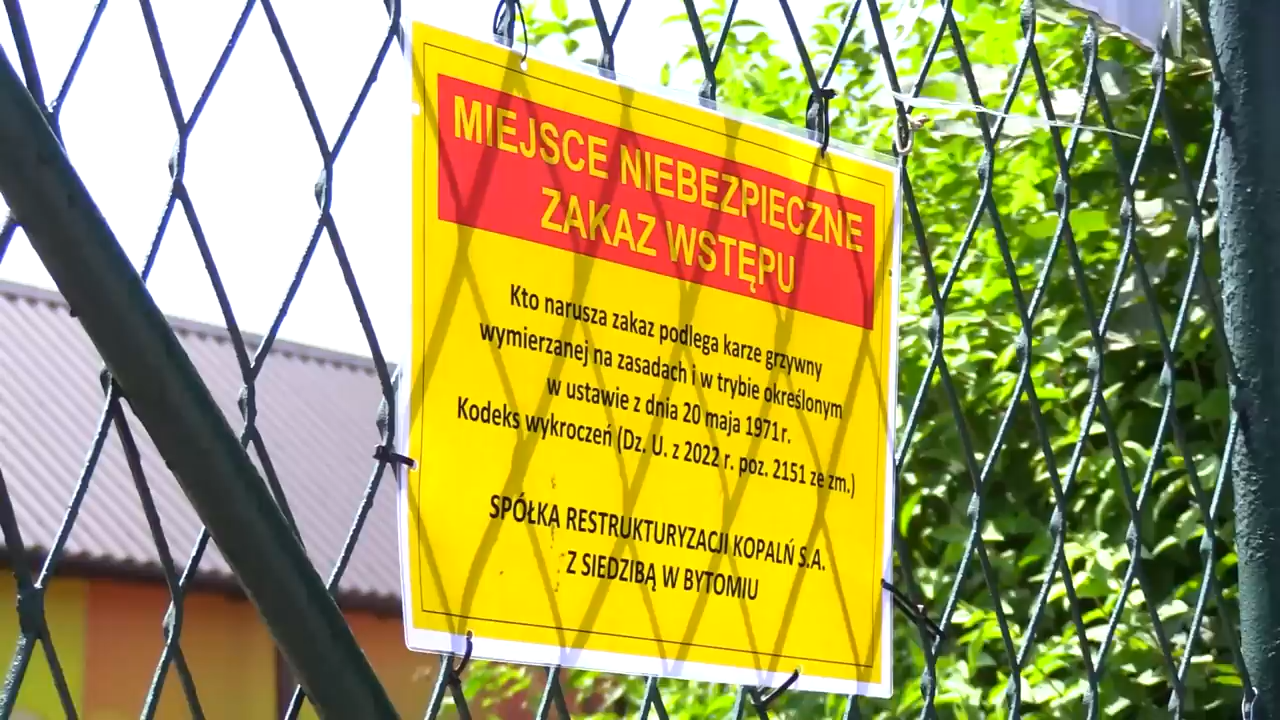 MIEJSCE NIEBEZPIECZNE
ZAKAZ WSTĘPU
Kto narusza zakaz podlega karze grzywny
wymierzanej na zasadach i w trybie określonym
w ustawie z dnia 20 maja 1971r.
Kodeks wykroczeń (Dz. U. z 2022 r. poz. 2151 ze zm.)
SPÓŁKA RESTRUKTURYZACJI KOPALŃ S.A.
Z SIEDZIBĄ W BYTOMIU